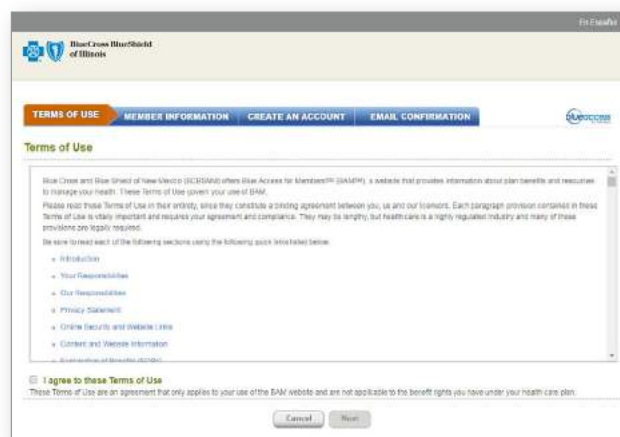 En Español
BlueCross BlueShield
of Illinois
TERMS OF USE
MEMBER INFORMATION
CREATE AN ACCOUNT
EMAIL CONFIRMATION
blueaccess
Terms of Use
Blue Cross and Blue Shield of New Mexico (BCBSNM) offers Blue Access for Members℠ (BAM℠), a website that provides information about plan benefits and resources
to manage your health. These Terms of Use govern your use of BAM.
Please read these Terms of Use in their entirety, since they constitute a binding agreement between you, us and our licensors. Each paragraph provision contained in these
Terms of Use is vitally important and requires your agreement and compliance. They may be lengthy, but healthcare is a highly regulated industry and many of these
provisions are legally required.
Be sure to read each of the following sections using the following quick links listed below.
Introduction
Your Responsibilities
Our Responsibilities
Privacy Statement
Online Security and Website Links
Content and Website Information
I agree to these Terms of Use
These Terms of Use are an agreement that only applies to your use of the BAM website and are not applicable to the benefit rights you have under your health care plan.
Cancel
Next